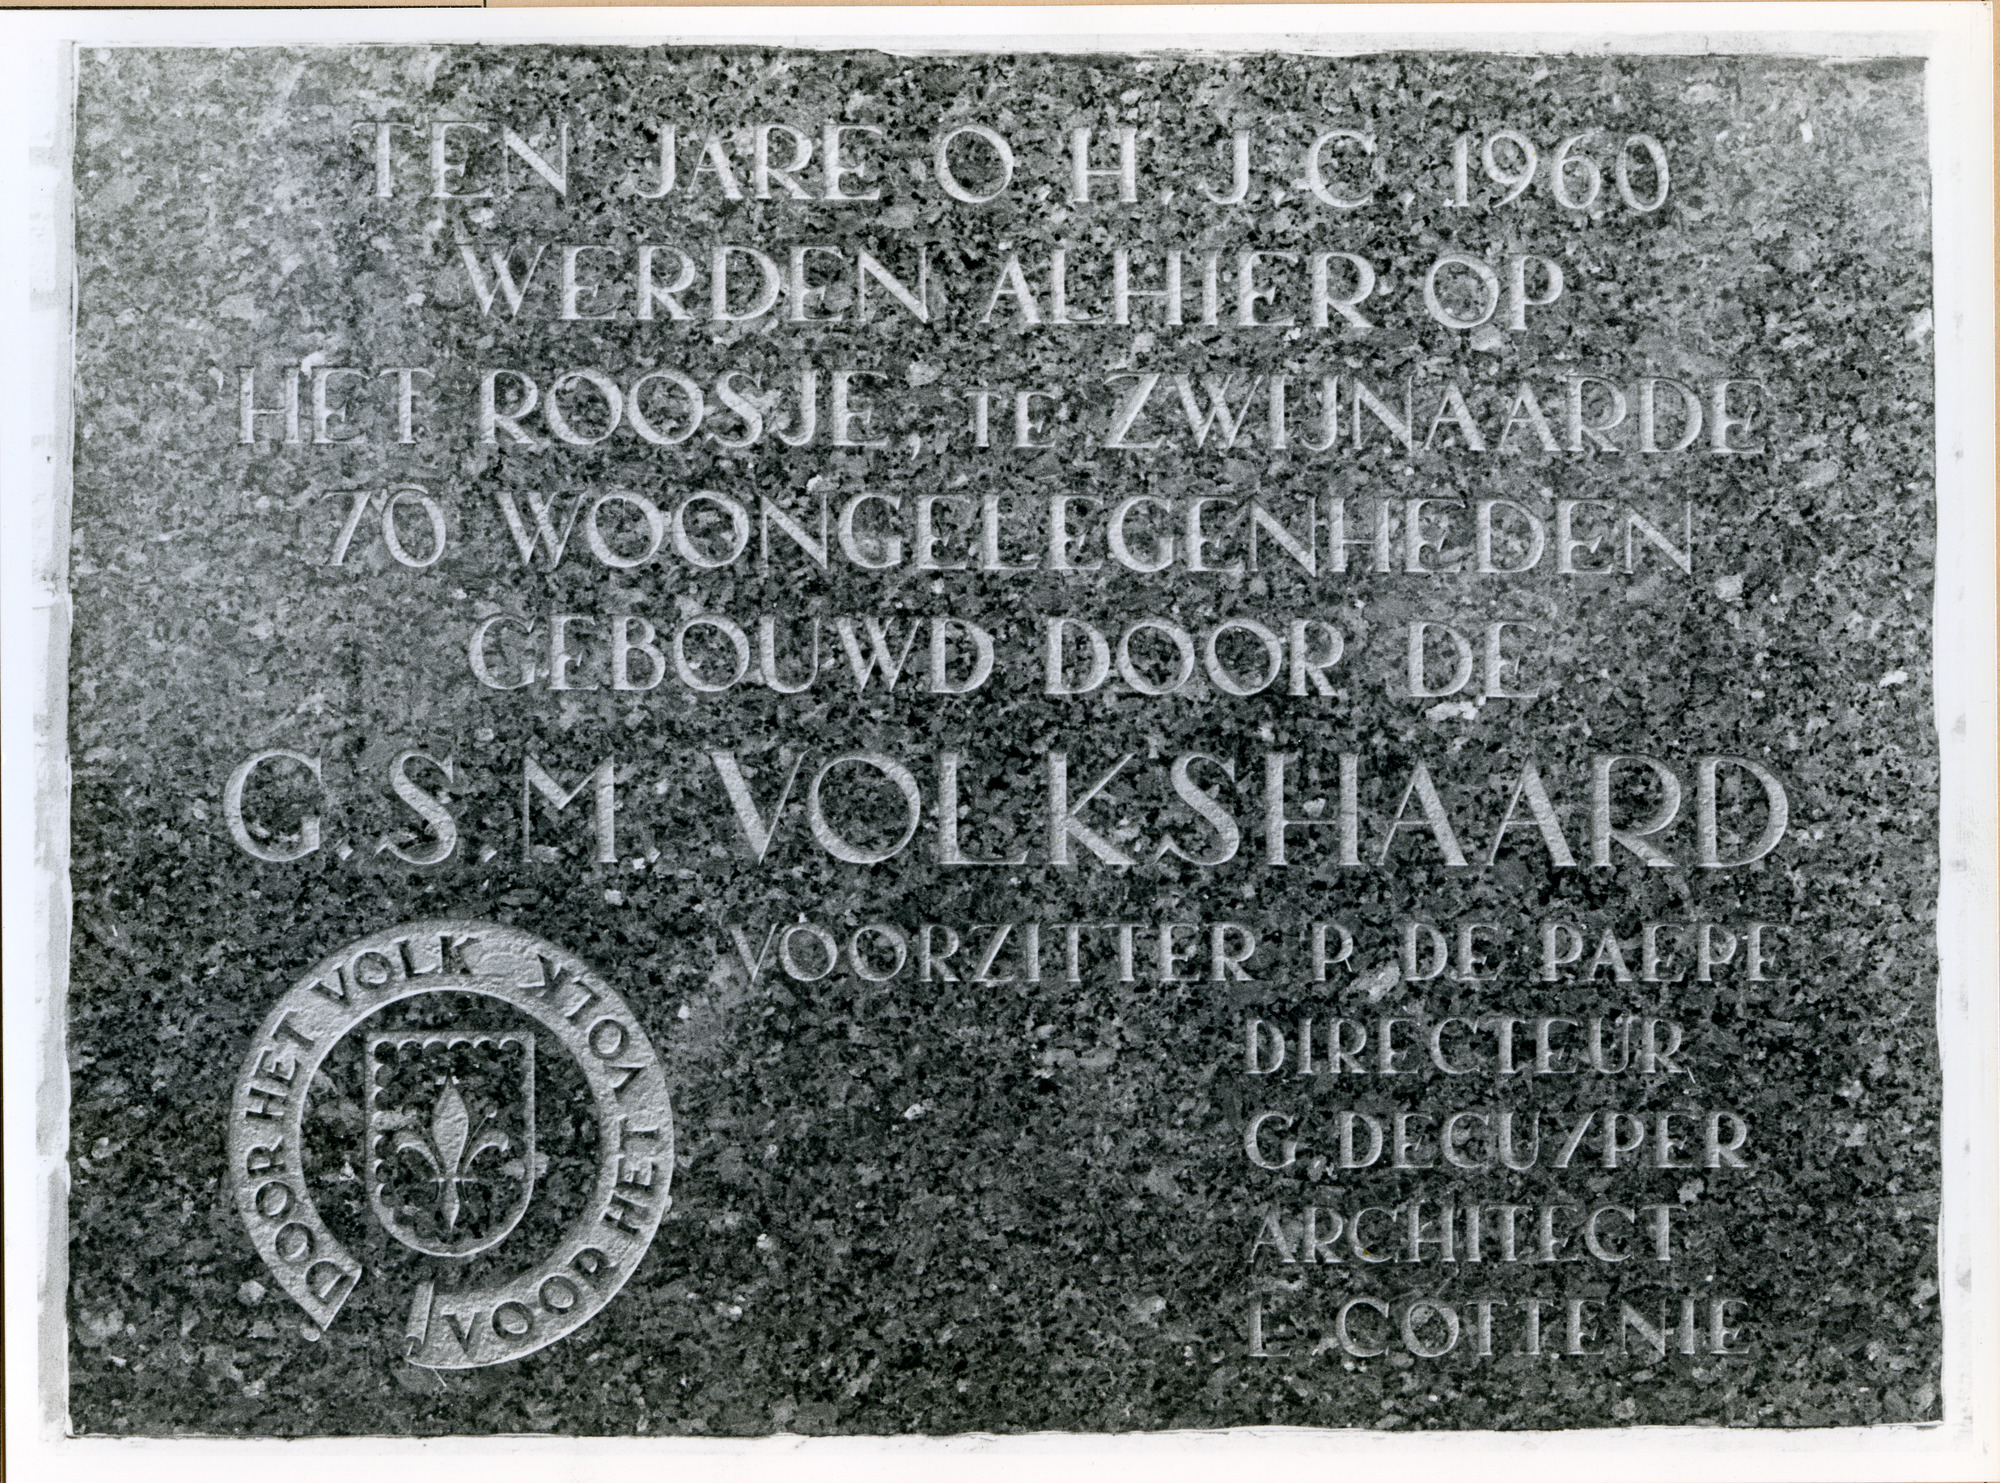 TEN JARE O.H.J.C. 1960
WERDEN ALHIER OP
HET ROOSJE, TE ZWIJNAARDE
70 WOONGELEGENHEDEN
GEBOUWD DOOR DE
G.S.M. VOLKSHAARD
VOORZITTER P. DE PAEPE
DIRECTEUR
G. DECUYPER
ARCHITECT
L. COTTENIE
DOOR HET VOLK
VOOR HET VOLK